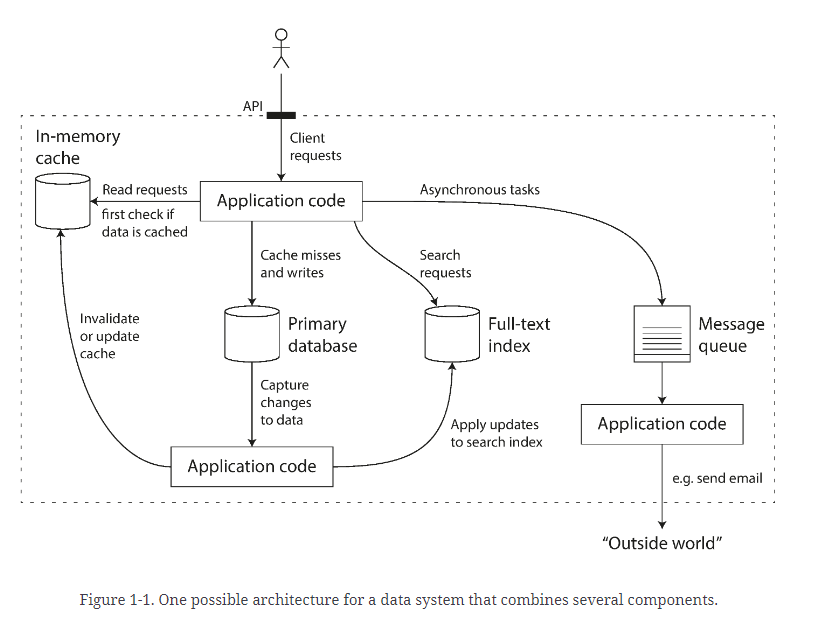 API
Client
requests
In-memory
cache
Read requests
first check if
data is cached
Application code
Asynchronous tasks
Cache misses
and writes
Search
requests
Invalidate
or update
cache
Primary
database
Full-text
index
Message
queue
Capture
changes
to data
Apply updates
to search index
Application code
Application code
e.g. send email
“Outside world”
Figure 1-1. One possible architecture for a data system that combines several components.